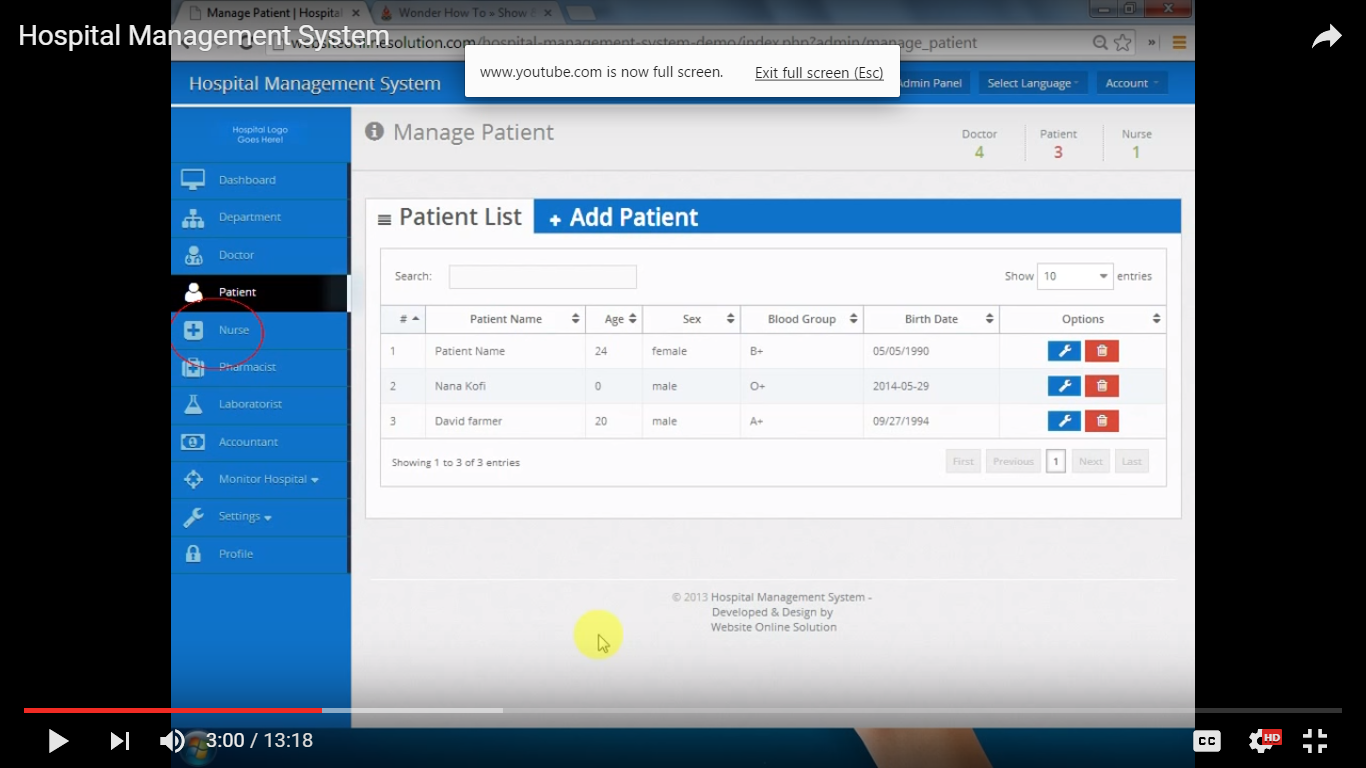 Manage Patient | Hospital
Wonder How To » Show &
Hospital Management System
websiteonlinesolution.com/hospital-management-system-demo/index.php?admin/manage_patient
www.youtube.com is now full screen. Exit full screen (Esc)
Hospital Management System
Admin Panel
Select Language
Account
Hospital Logo
Goes Here!
Manage Patient
Doctor Patient Nurse
4 3 1
Dashboard
Department
Doctor
Patient
Nurse
Pharmacist
Laboratorist
Accountant
Monitor Hospital
Settings
Profile
Patient List + Add Patient
Search: Show 10 entries
# Patient Name Age Sex Blood Group Birth Date Options
1 Patient Name 24 female B+ 05/05/1990
2 Nana Kofi 0 male O+ 2014-05-29
3 David farmer 20 male A+ 09/27/1994
Showing 1 to 3 of 3 entries First Previous 1 Next Last
© 2013 Hospital Management System -
Developed & Design by
Website Online Solution
3:00 / 13:18
CC
HD